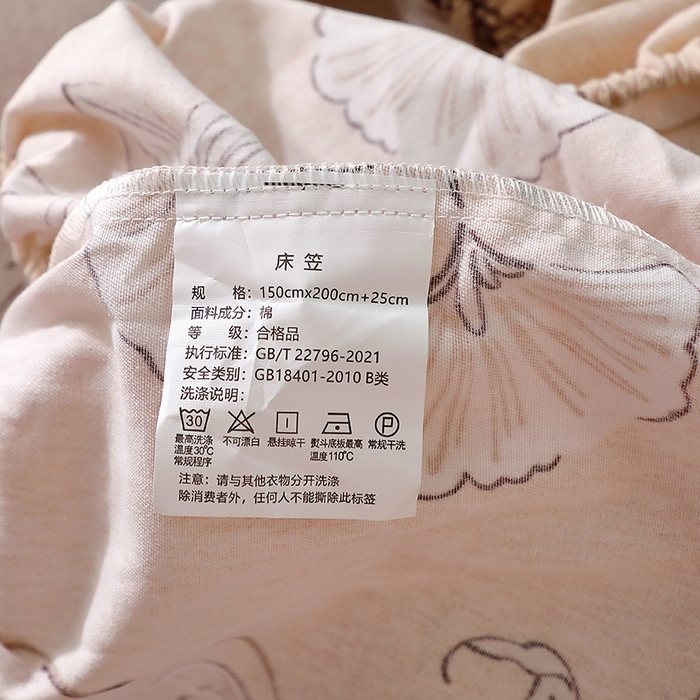 床笠
规 格：150cmx200cm+25cm
面料成分：棉
等 级：合格品
执行标准：GB/T 22796-2021
安全类别：GB18401-2010 B类
洗涤说明：
30 P
最高洗涤 不可漂白 悬挂晾干 熨斗底板最高 常规干洗
温度30℃ 温度110℃
常规程序
注意：请与其他衣物分开洗涤
除消费者外，任何人不能撕除此标签